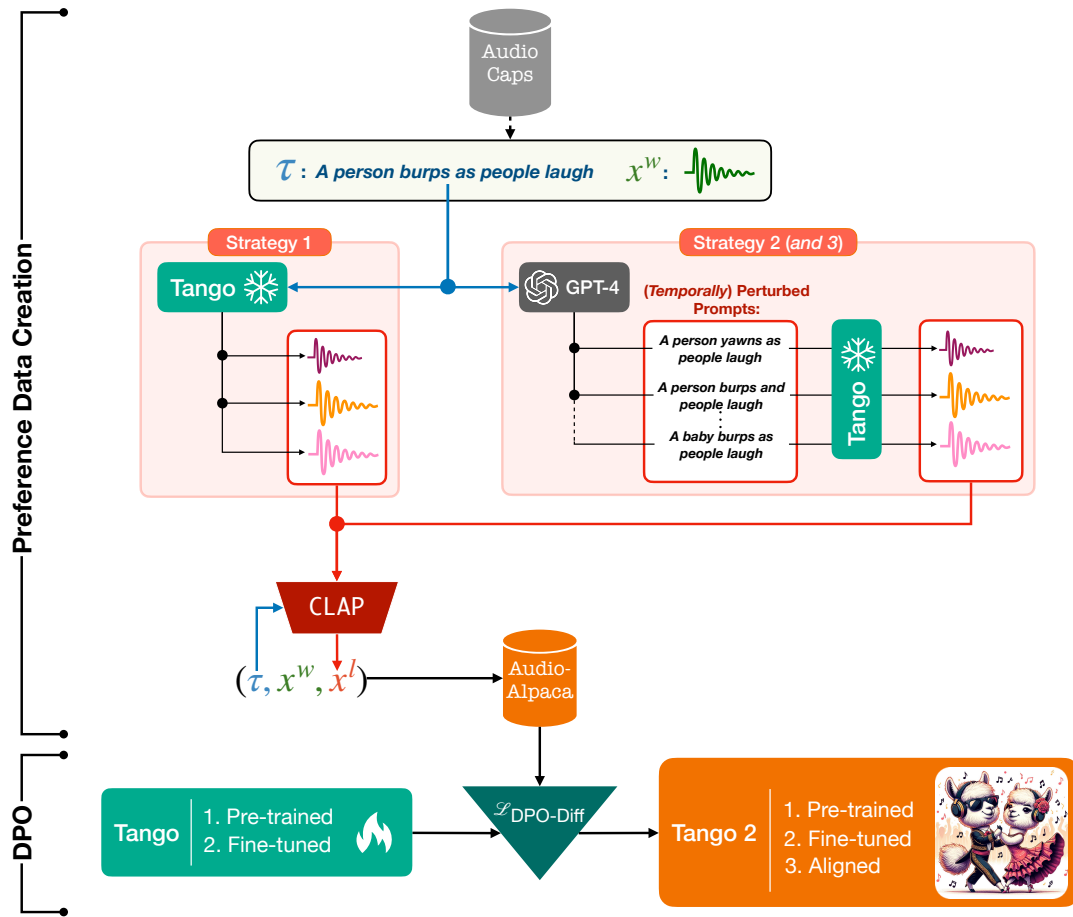 Preference Data Creation
Audio
Caps
τ : A person burps as people laugh x^w:
Strategy 1
Tango
Strategy 2 (and 3)
GPT-4
(Temporally) Perturbed
Prompts:
A person yawns as
people laugh
A person burps and
people laugh
A baby burps as
people laugh
Tango
CLAP
(τ, x^w, x^l)
Audio-
Alpaca
DPO
Tango
1. Pre-trained
2. Fine-tuned
ℒ_DPO-Diff
Tango 2
1. Pre-trained
2. Fine-tuned
3. Aligned